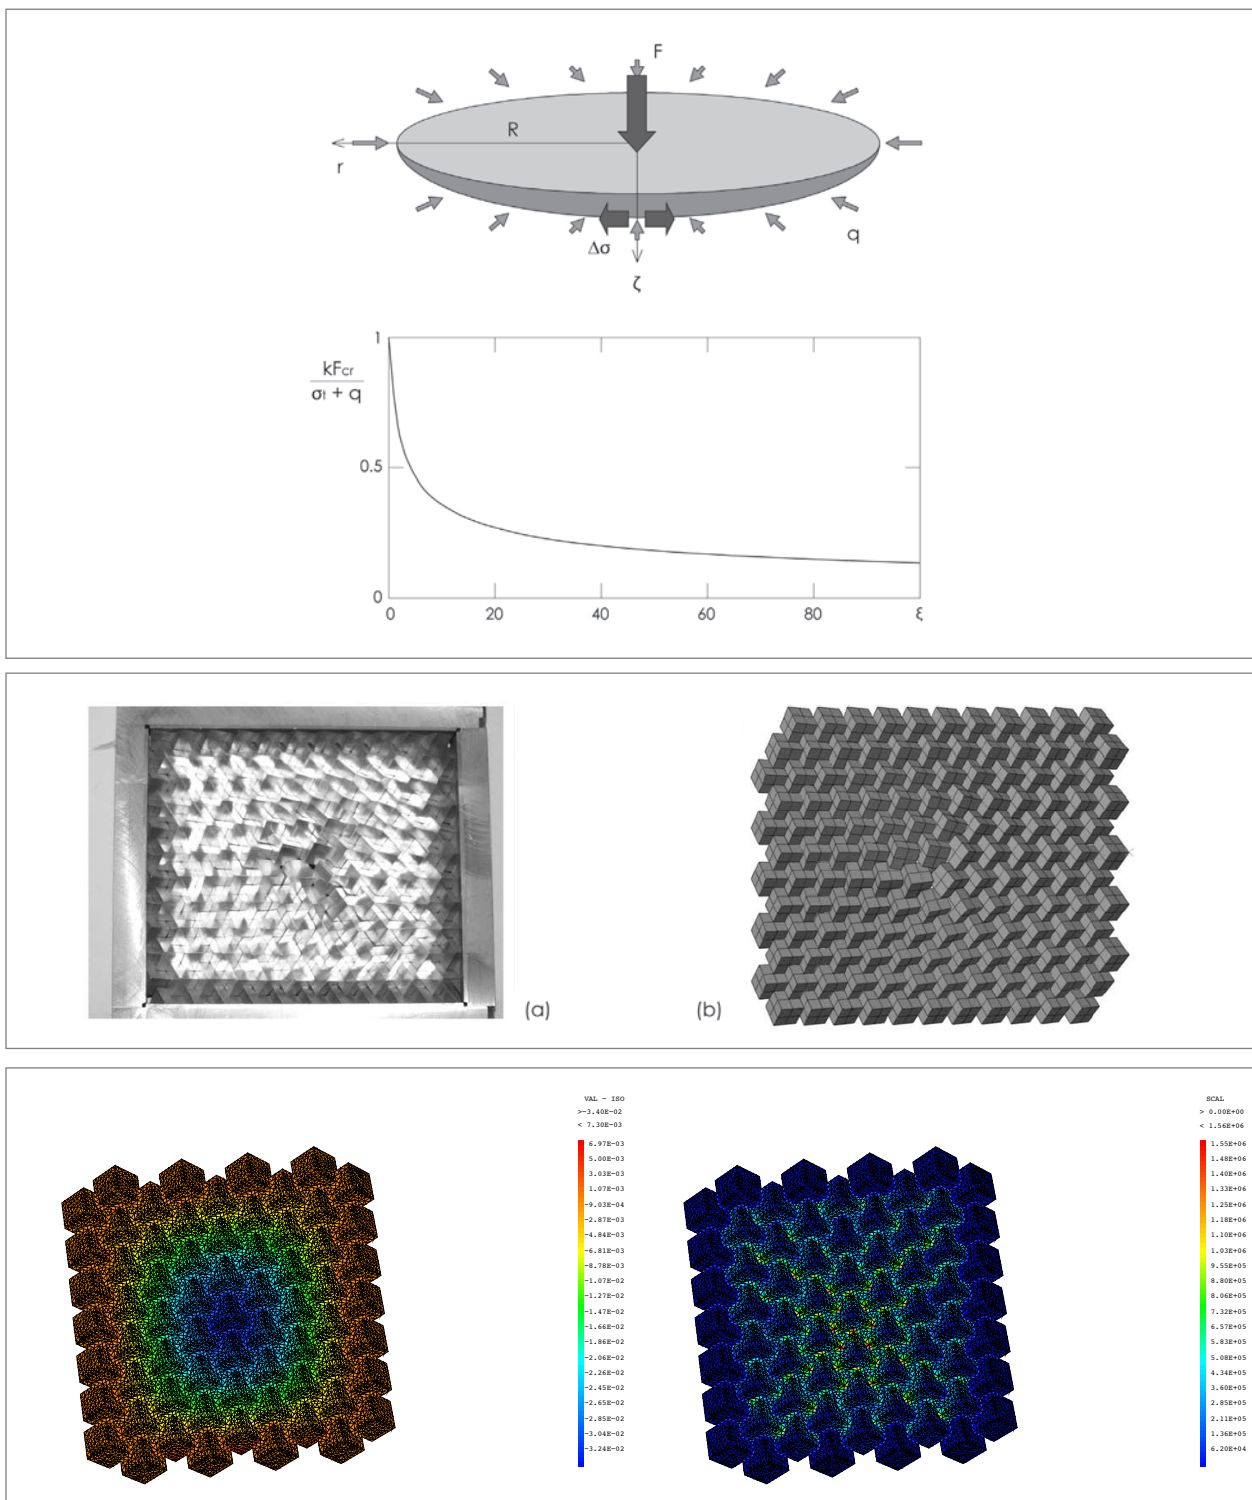 F
R
r
q
Δσ
ζ
1
kFcr
σt + q
0.5
0
0 20 40 60 80 ξ
(a)
(b)
VAL - ISO
>-3.40E-02
< 7.30E-03
6.97E-03
5.00E-03
3.03E-03
1.07E-03
-9.03E-04
-2.87E-03
-4.84E-03
-6.81E-03
-8.78E-03
-1.07E-02
-1.27E-02
-1.47E-02
-1.66E-02
-1.86E-02
-2.06E-02
-2.26E-02
-2.45E-02
-2.65E-02
-2.85E-02
-3.04E-02
-3.24E-02
SCAL
> 0.00E+00
< 1.56E+06
1.55E+06
1.48E+06
1.40E+06
1.33E+06
1.25E+06
1.18E+06
1.10E+06
1.03E+06
9.55E+05
8.80E+05
8.06E+05
7.32E+05
6.57E+05
5.83E+05
5.08E+05
4.34E+05
3.60E+05
2.85E+05
2.11E+05
1.36E+05
6.20E+04